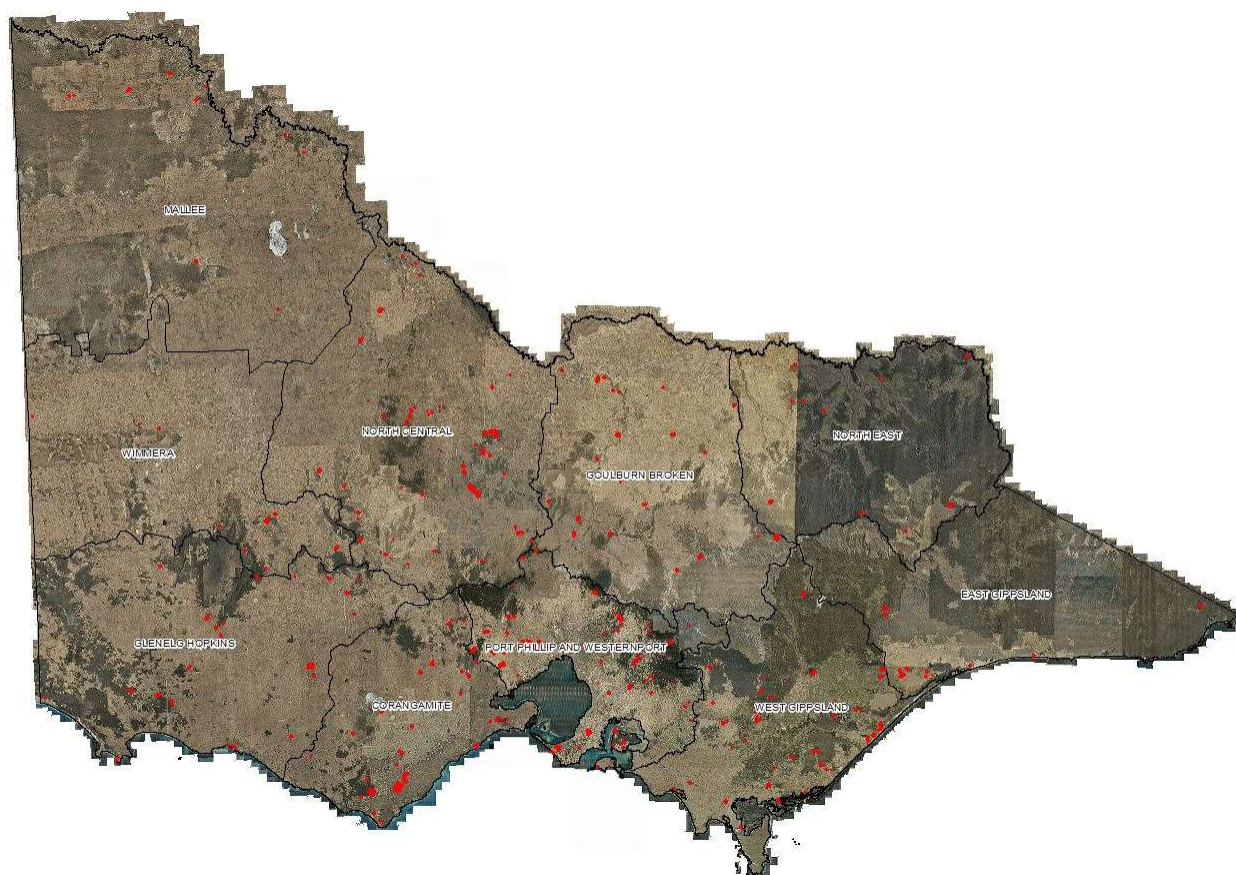 MALLEE
NORTH CENTRAL
WIMMERA
NORTH EAST
GOULBURN BROKEN
EAST GIPPSLAND
GLENELG HOPKINS
PORT PHILLIP AND WESTERNPORT
CORANGAMITE
WEST GIPPSLAND